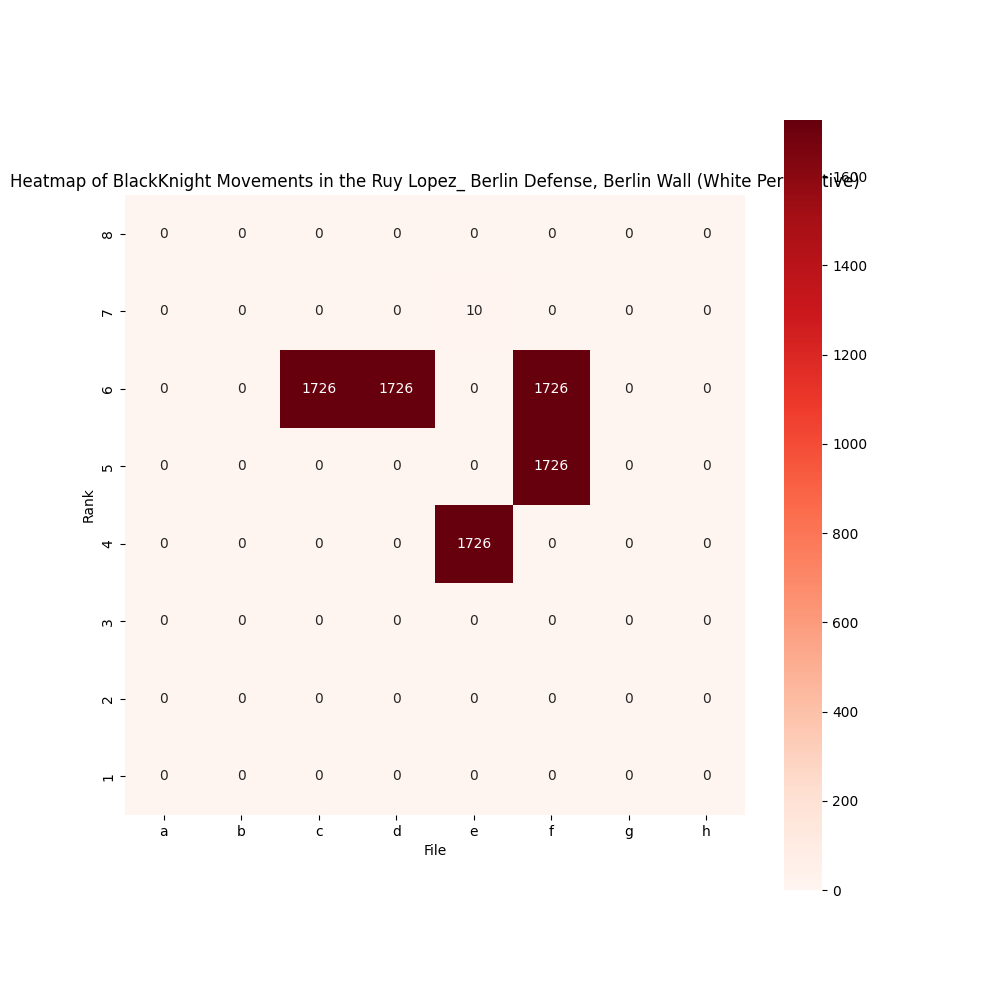 Heatmap of BlackKnight Movements in the Ruy Lopez_ Berlin Defense, Berlin Wall (White Per tive)
1600
8 0 0 0 0 0 0 0 0
1400
7 0 0 0 0 10 0 0 0
1200
6 0 0 1726 1726 0 1726 0 0
1000
5 0 0 0 0 0 1726 0 0
Rank
800
4 0 0 0 0 1726 0 0 0
600
3 0 0 0 0 0 0 0 0
400
2 0 0 0 0 0 0 0 0
200
1 0 0 0 0 0 0 0 0
a b c d e f g h
File
0